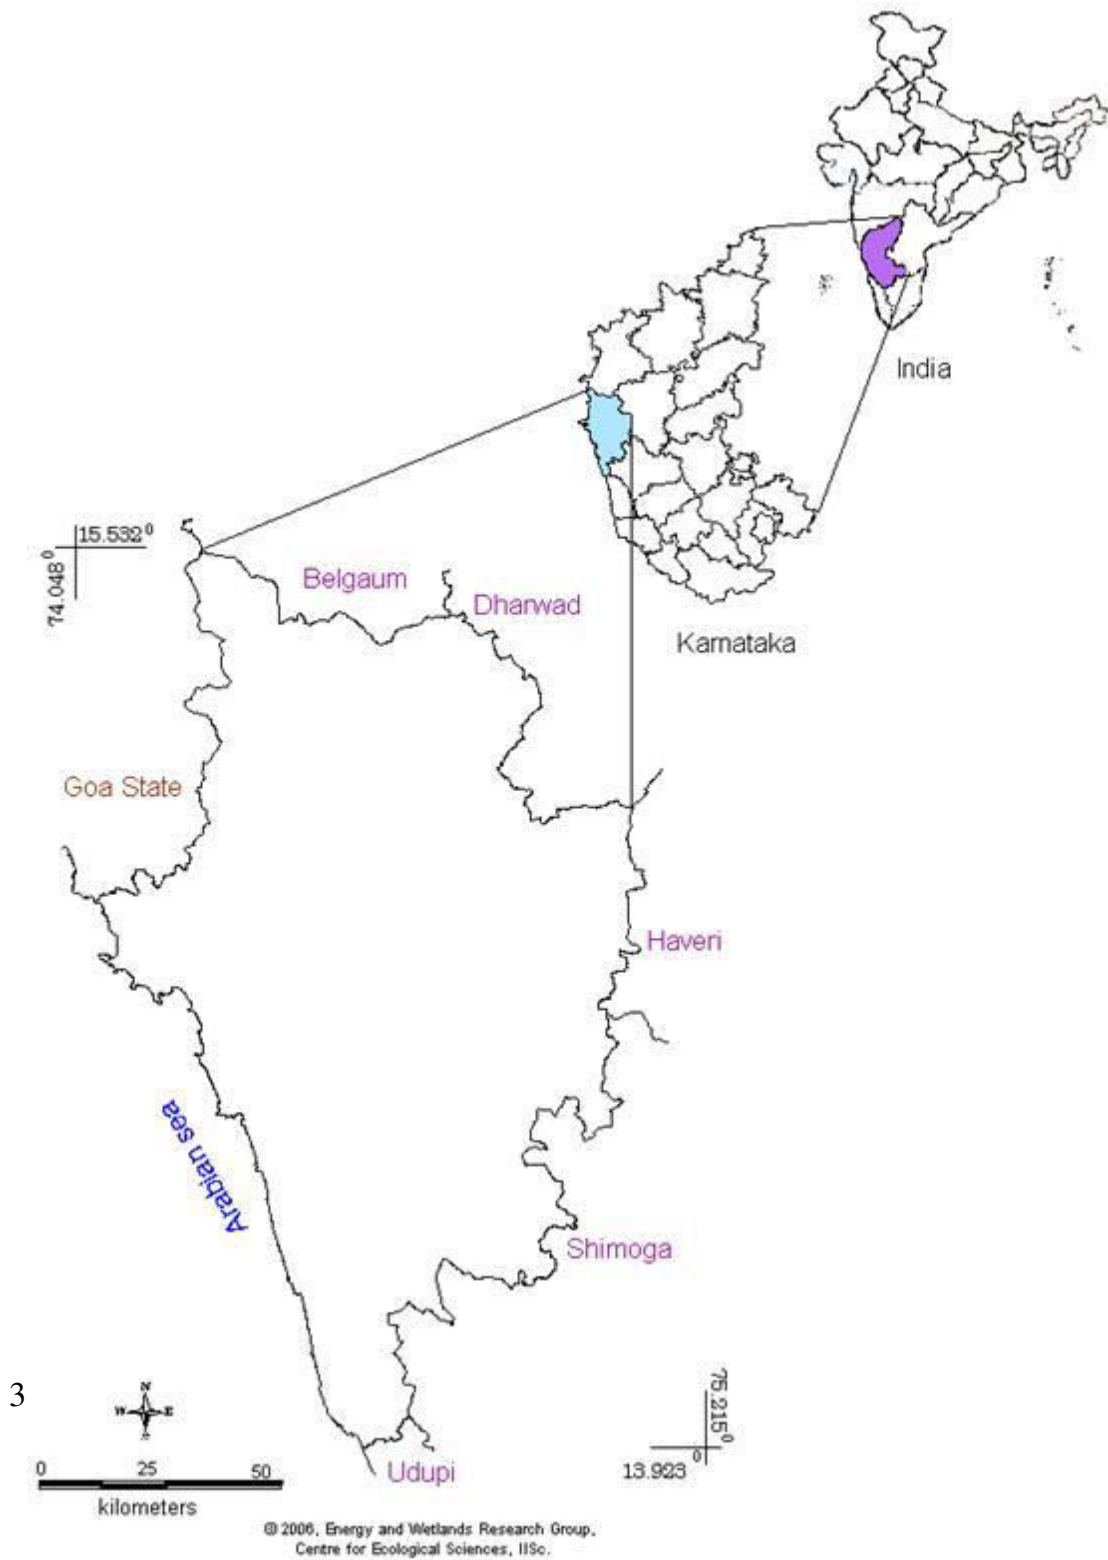 India
Karnataka
15.532⁰
74.048⁰
Belgaum
Dharwad
Goa State
Haveri
Arabian sea
Shimoga
3
N
W E
75.215⁰
0
13.923
0 25 50
kilometers
Udupi
© 2006, Energy and Wetlands Research Group,
Centre for Ecological Sciences, IISc.